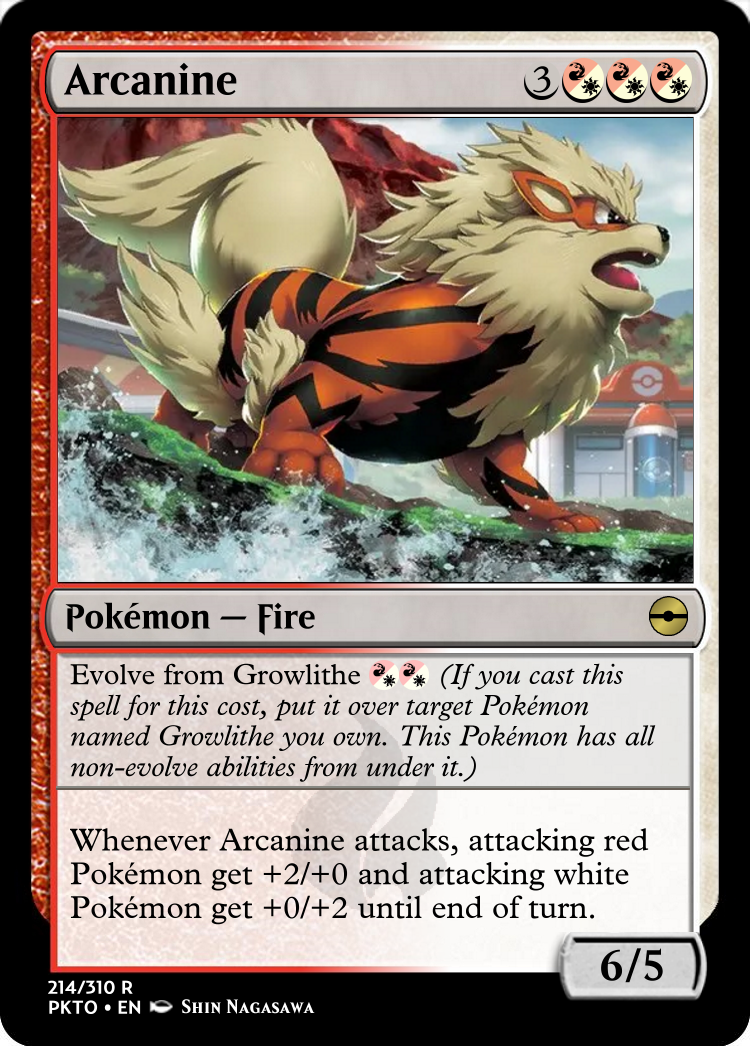 Arcanine 3
Pokémon — Fire
Evolve from Growlithe (If you cast this
spell for this cost, put it over target Pokémon
named Growlithe you own. This Pokémon has all
non-evolve abilities from under it.)
Whenever Arcanine attacks, attacking red
Pokémon get +2/+0 and attacking white
Pokémon get +0/+2 until end of turn.
6/5
214/310 R
PKTO • EN Shin Nagasawa